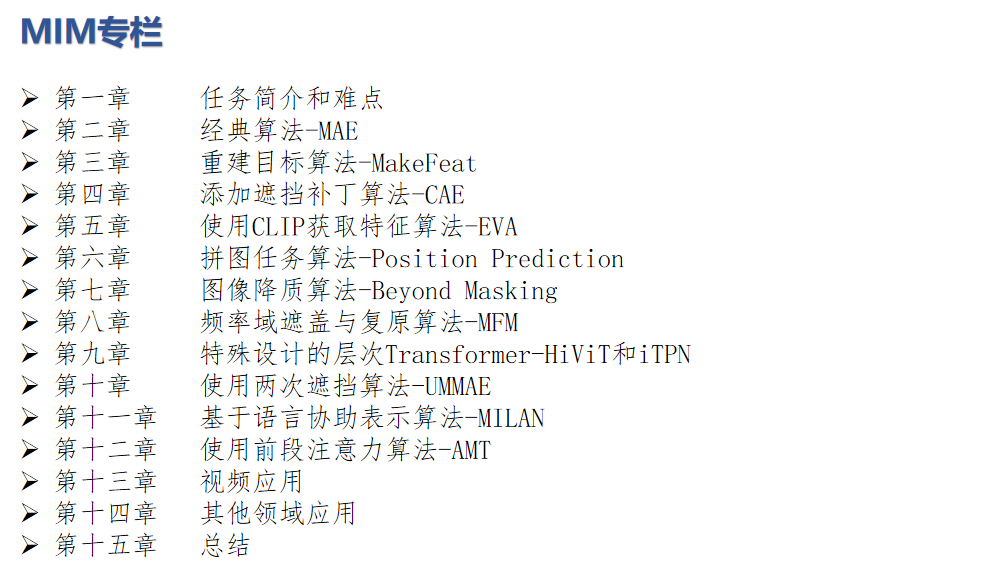 MIM专栏
➢ 第一章 任务简介和难点
➢ 第二章 经典算法-MAE
➢ 第三章 重建目标算法-MakeFeat
➢ 第四章 添加遮挡补丁算法-CAE
➢ 第五章 使用CLIP获取特征算法-EVA
➢ 第六章 拼图任务算法-Position Prediction
➢ 第七章 图像降质算法-Beyond Masking
➢ 第八章 频率域遮盖与复原算法-MFM
➢ 第九章 特殊设计的层次Transformer-HiViT和iTPN
➢ 第十章 使用两次遮挡算法-UMMAE
➢ 第十一章 基于语言协助表示算法-MILAN
➢ 第十二章 使用前段注意力算法-AMT
➢ 第十三章 视频应用
➢ 第十四章 其他领域应用
➢ 第十五章 总结